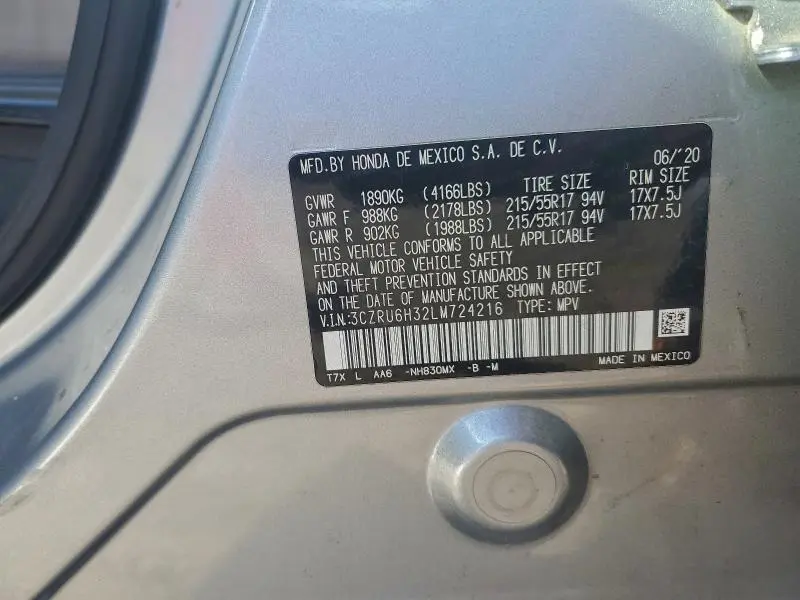 MFD.BY HONDA DE MEXICO S.A. DE C.V. 06/'20
GVWR 1890KG (4166LBS) TIRE SIZE RIM SIZE
GAWR F 988KG (2178LBS) 215/55R17 94V 17X7.5J
GAWR R 902KG (1988LBS) 215/55R17 94V 17X7.5J
THIS VEHICLE CONFORMS TO ALL APPLICABLE
FEDERAL MOTOR VEHICLE SAFETY
AND THEFT PREVENTION STANDARDS IN EFFECT
ON THE DATE OF MANUFACTURE SHOWN ABOVE.
V.I.N.:3CZRU6H32LM724216 TYPE: MPV
T7X L AA6 -NH830MX -B -M MADE IN MEXICO